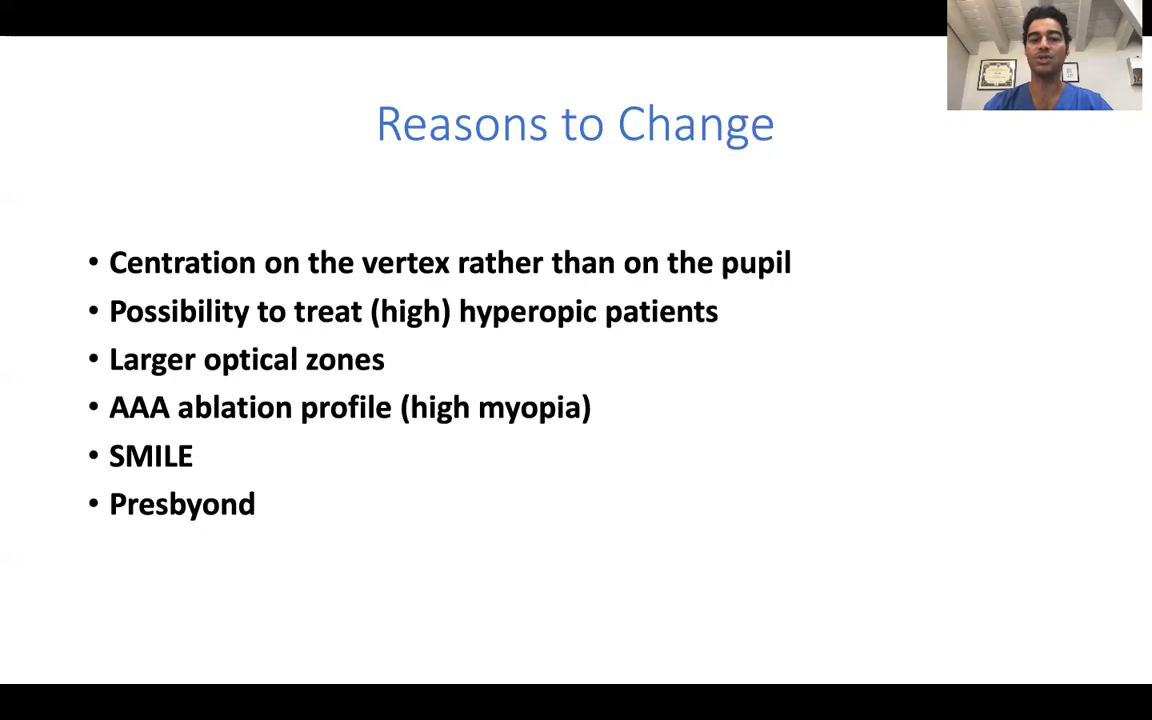 Reasons to Change
• Centration on the vertex rather than on the pupil
• Possibility to treat (high) hyperopic patients
• Larger optical zones
• AAA ablation profile (high myopia)
• SMILE
• Presbyond